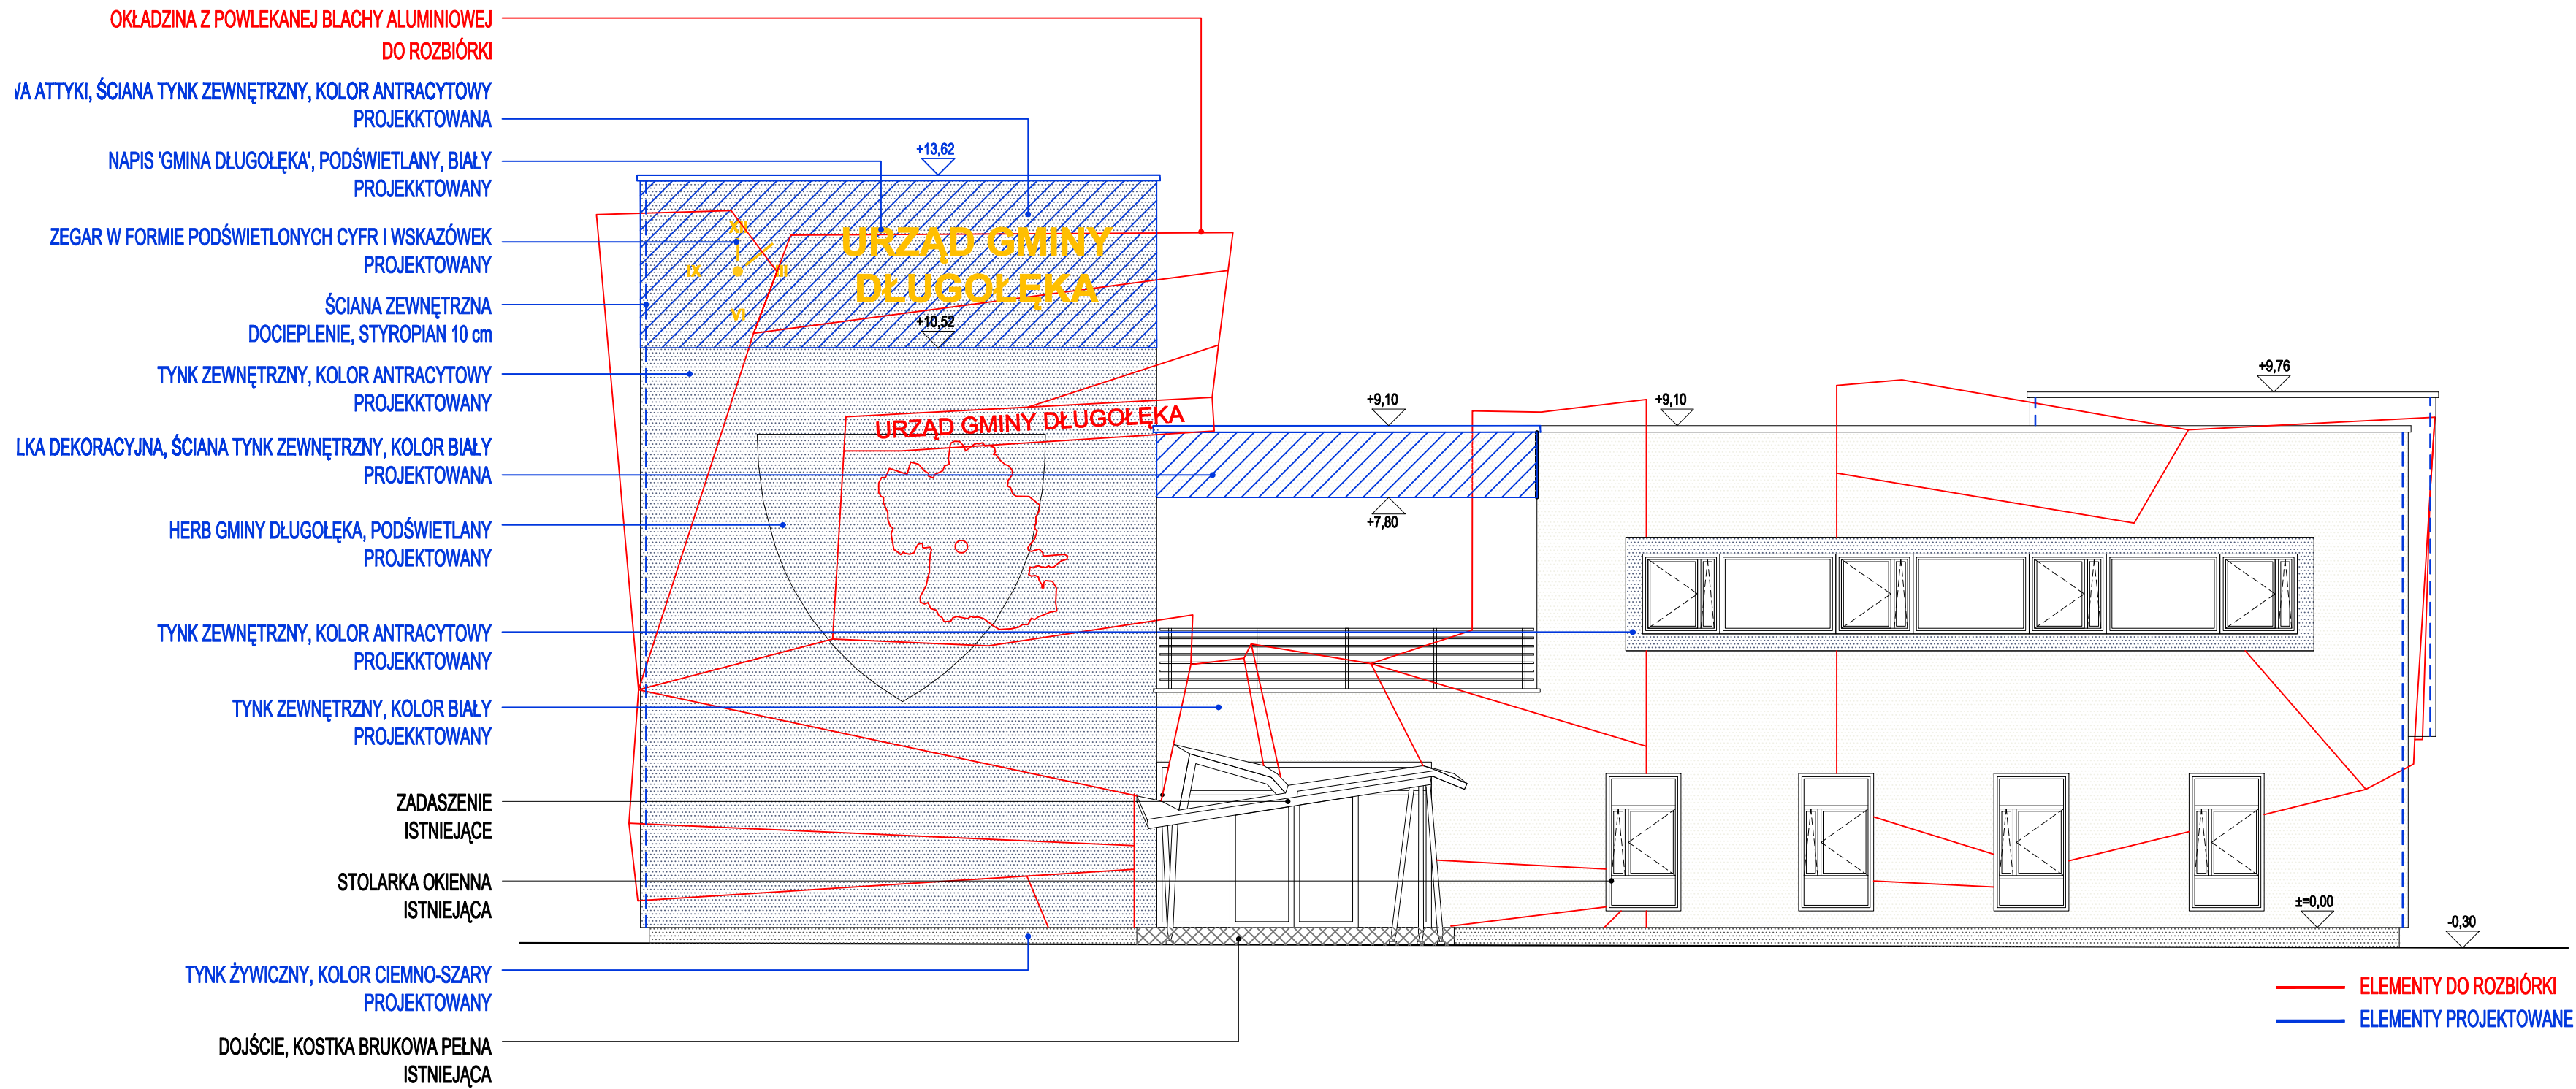 OKŁADZINA Z POWLEKANEJ BLACHY ALUMINIOWEJ
DO ROZBIÓRKI
ATTYKI, ŚCIANA TYNK ZEWNĘTRZNY, KOLOR ANTRACYTOWY
PROJEKKTOWANA
NAPIS 'GMINA DŁUGOŁĘKA', PODŚWIETLANY, BIAŁY
PROJEKKTOWANY
ZEGAR W FORMIE PODŚWIETLONYCH CYFR I WSKAZÓWEK
PROJEKTOWANY
ŚCIANA ZEWNĘTRZNA
DOCIEPLENIE, STYROPIAN 10 cm
TYNK ZEWNĘTRZNY, KOLOR ANTRACYTOWY
PROJEKKTOWANY
LKA DEKORACYJNA, ŚCIANA TYNK ZEWNĘTRZNY, KOLOR BIAŁY
PROJEKTOWANA
HERB GMINY DŁUGOŁĘKA, PODŚWIETLANY
PROJEKTOWANY
TYNK ZEWNĘTRZNY, KOLOR ANTRACYTOWY
PROJEKKTOWANY
TYNK ZEWNĘTRZNY, KOLOR BIAŁY
PROJEKKTOWANY
ZADASZENIE
ISTNIEJĄCE
STOLARKA OKIENNA
ISTNIEJĄCA
TYNK ŻYWICZNY, KOLOR CIEMNO-SZARY
PROJEKTOWANY
DOJŚCIE, KOSTKA BRUKOWA PEŁNA
ISTNIEJĄCA
+13,62
XII
IX
III
VI
URZĄD GMINY
DŁUGOŁĘKA
+10,52
URZĄD GMINY DŁUGOŁĘKA
+9,10
+7,80
+9,10
+9,76
±=0,00
-0,30
ELEMENTY DO ROZBIÓRKI
ELEMENTY PROJEKTOWANE